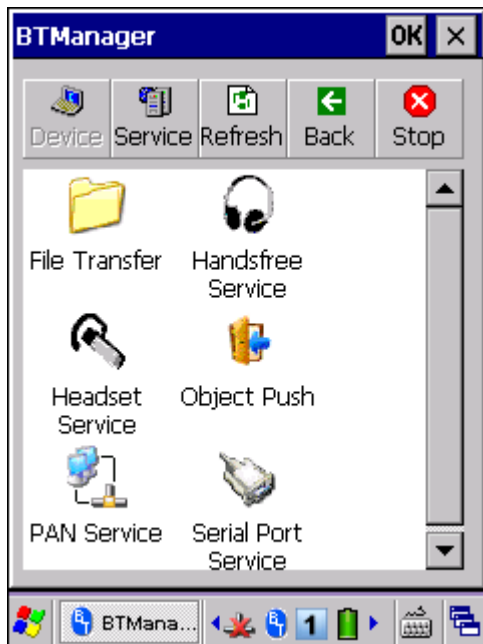 BTManager OK
Device Service Refresh Back Stop
File Transfer Handsfree
Service
Headset Object Push
Service
PAN Service Serial Port
Service
BTMana... 1